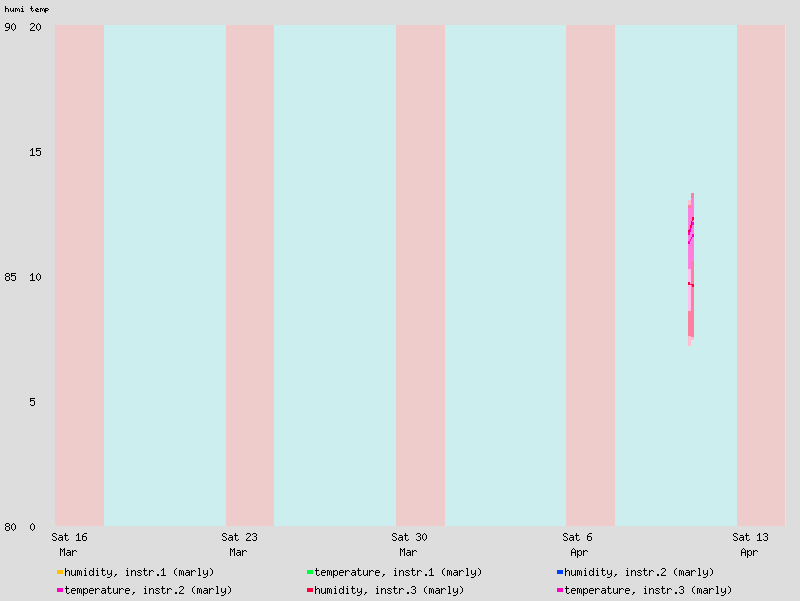 humi temp
90 20
15
85 10
5
80 0
Sat 16 Sat 23 Sat 30 Sat 6 Sat 13
Mar Mar Mar Apr Apr
humidity, instr.1 (marly) temperature, instr.1 (marly) humidity, instr.2 (marly)
temperature, instr.2 (marly) humidity, instr.3 (marly) temperature, instr.3 (marly)